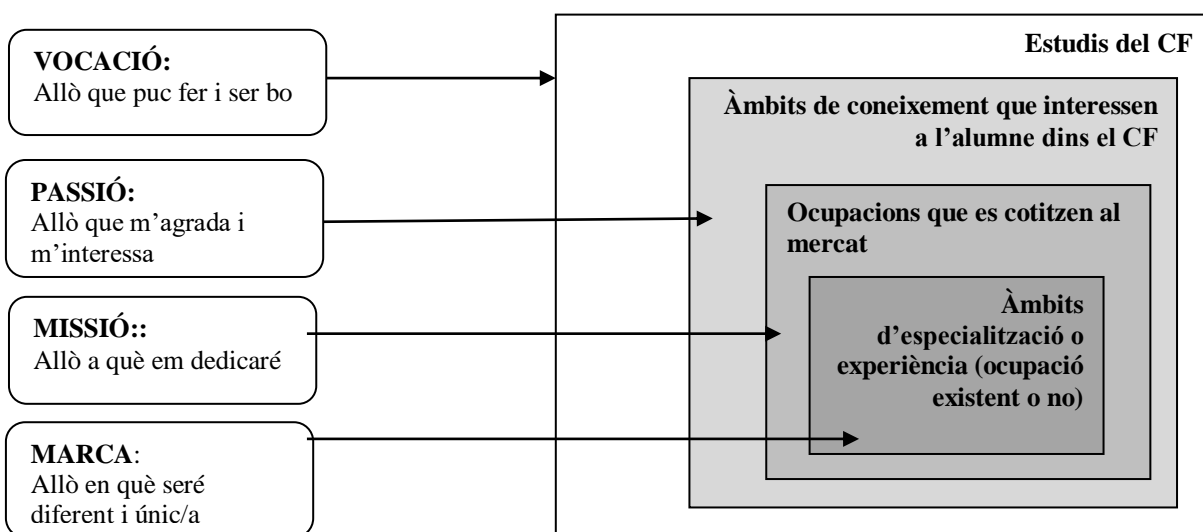 VOCACIÓ:
Allò que puc fer i ser bo
PASSIÓ:
Allò que m'agrada i
m'interessa
MISSIÓ::
Allò a què em dedicaré
MARCA:
Allò en què seré
diferent i únic/a
Estudis del CF
Àmbits de coneixement que interessen
a l'alumne dins el CF
Ocupacions que es cotitzen al
mercat
Àmbits
d'especialització o
experiència (ocupació
existent o no)